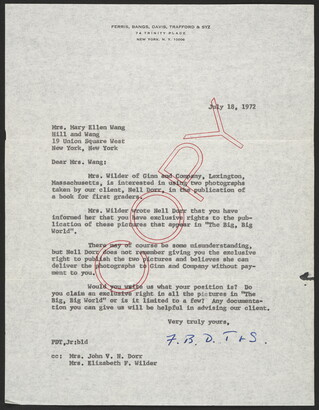 FERRIS, BANGS, DAVIS, TRAFFORD & SYZ
74 TRINITY PLACE
NEW YORK, N. Y. 10006
July 18, 1972
Mrs. Mary Ellen Wang
Hill and Wang
19 Union Square West
New York, New York
Dear Mrs. Wang:
Mrs. Wilder of Ginn and Company, Lexington,
Massachusetts, is interested in using two photographs
taken by our client, Nell Dorr, in the publication of
a book for first graders.
Mrs. Wilder wrote Nell Dorr that you have
informed her that you have exclusive rights to the pub-
lication of these pictures that appear in "The Big, Big
World".
There may of course be some misunderstanding,
but Nell Dorr does not remember giving you the exclusive
right to publish the two pictures and believes she can
deliver the photographs to Ginn and Company without pay-
ment to you.
Would you write us what your position is? Do
you claim an exclusive right in all the pictures in "The
Big, Big World" or is it limited to a few? Any documenta-
tion you can give us will be helpful in advising our client.
Very truly yours,
F. B. D. T & S.
FDT,Jr:bld
cc: Mrs. John V. N. Dorr
Mrs. Elizabeth F. Wilder
COPY